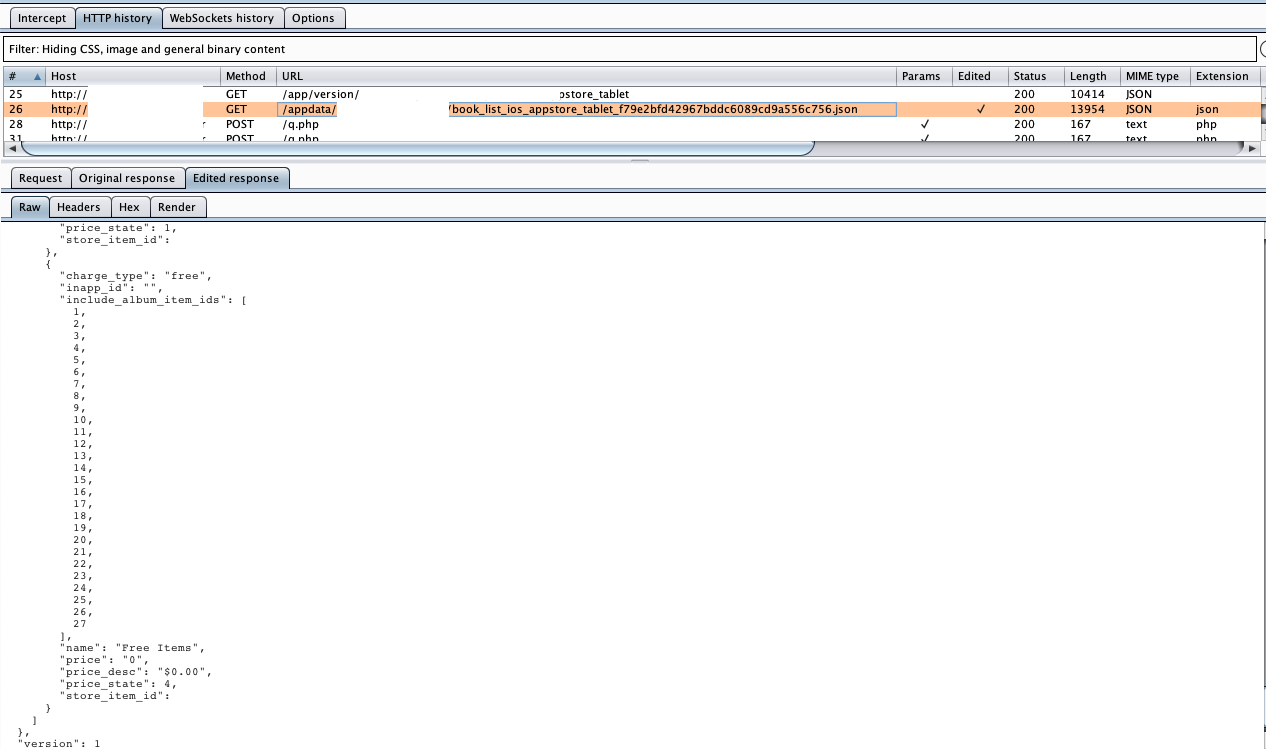 Intercept HTTP history WebSockets history Options
Filter: Hiding CSS, image and general binary content
# Host Method URL Params Edited Status Length MIME type Extension
25 http:// GET /app/version/ pstore_tablet 200 10414 JSON
26 http:// GET /appdata/ /book_list_ios_appstore_tablet_f79e2bfd42967bddc6089cd9a556c756.json ✓ 200 13954 JSON json
28 http:// POST /q.php ✓ 200 167 text php
31 http:// POST /q.php ✓ 200 167 text php
Request Original response Edited response
Raw Headers Hex Render
"price_state": 1,
"store_item_id":
},
{
"charge_type": "free",
"inapp_id": "",
"include_album_item_ids": [
1,
2,
3,
4,
5,
6,
7,
8,
9,
10,
11,
12,
13,
14,
15,
16,
17,
18,
19,
20,
21,
22,
23,
24,
25,
26,
27
],
"name": "Free Items",
"price": "0",
"price_desc": "$0.00",
"price_state": 4,
"store_item_id":
}
]
},
"version": 1